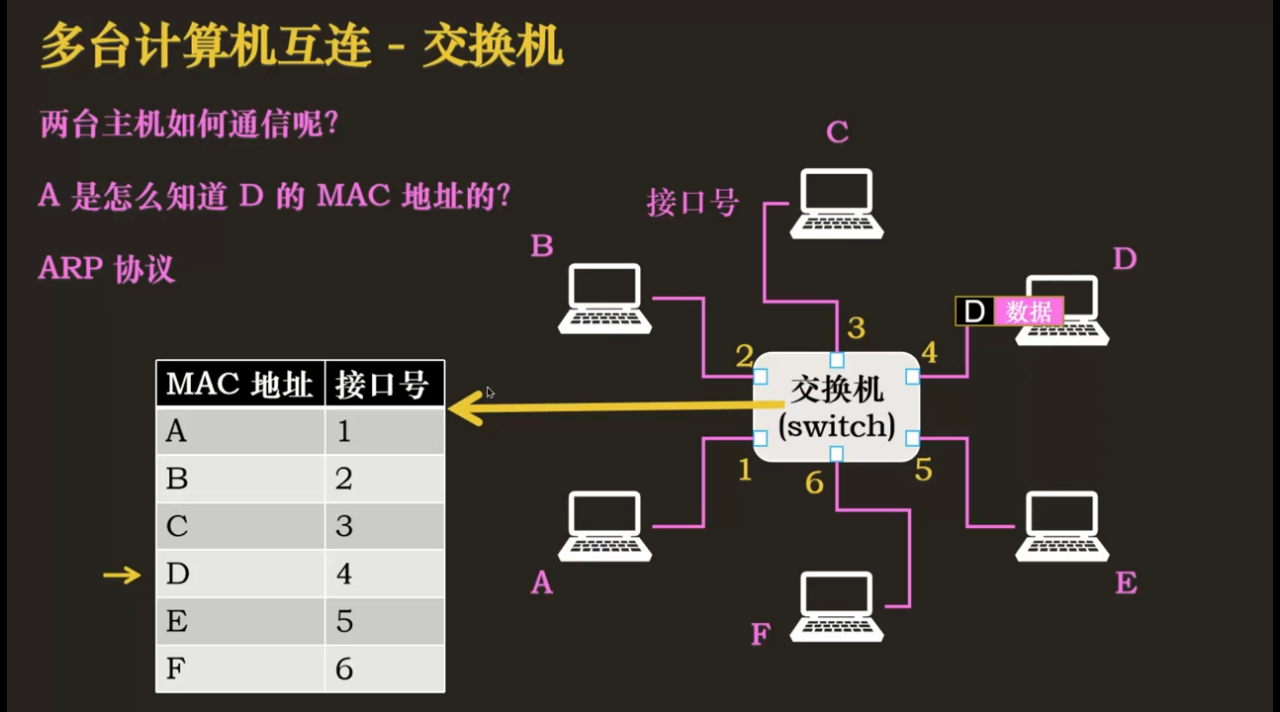 多台计算机互连 - 交换机
两台主机如何通信呢？
A 是怎么知道 D 的 MAC 地址的？
ARP 协议
MAC 地址 接口号
A 1
B 2
C 3
D 4
E 5
F 6
C
接口号
B
D
D 数据
3
2
4
交换机
(switch)
1
6
5
A
E
F